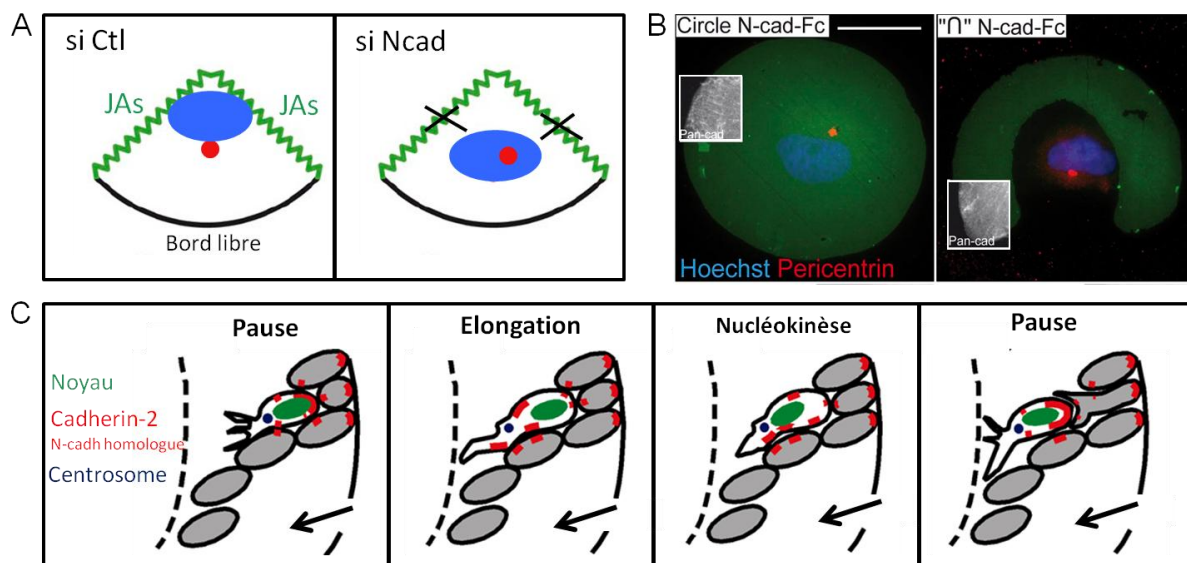 A
si Ctl
JAs
JAs
Bord libre
si Ncad
B
Circle N-cad-Fc
Pan-cad
Hoechst Pericentrin
"Ո" N-cad-Fc
Pan-cad
C
Pause
Noyau
Cadherin-2
N-cadh homologue
Centrosome
Elongation
Nucléokinèse
Pause